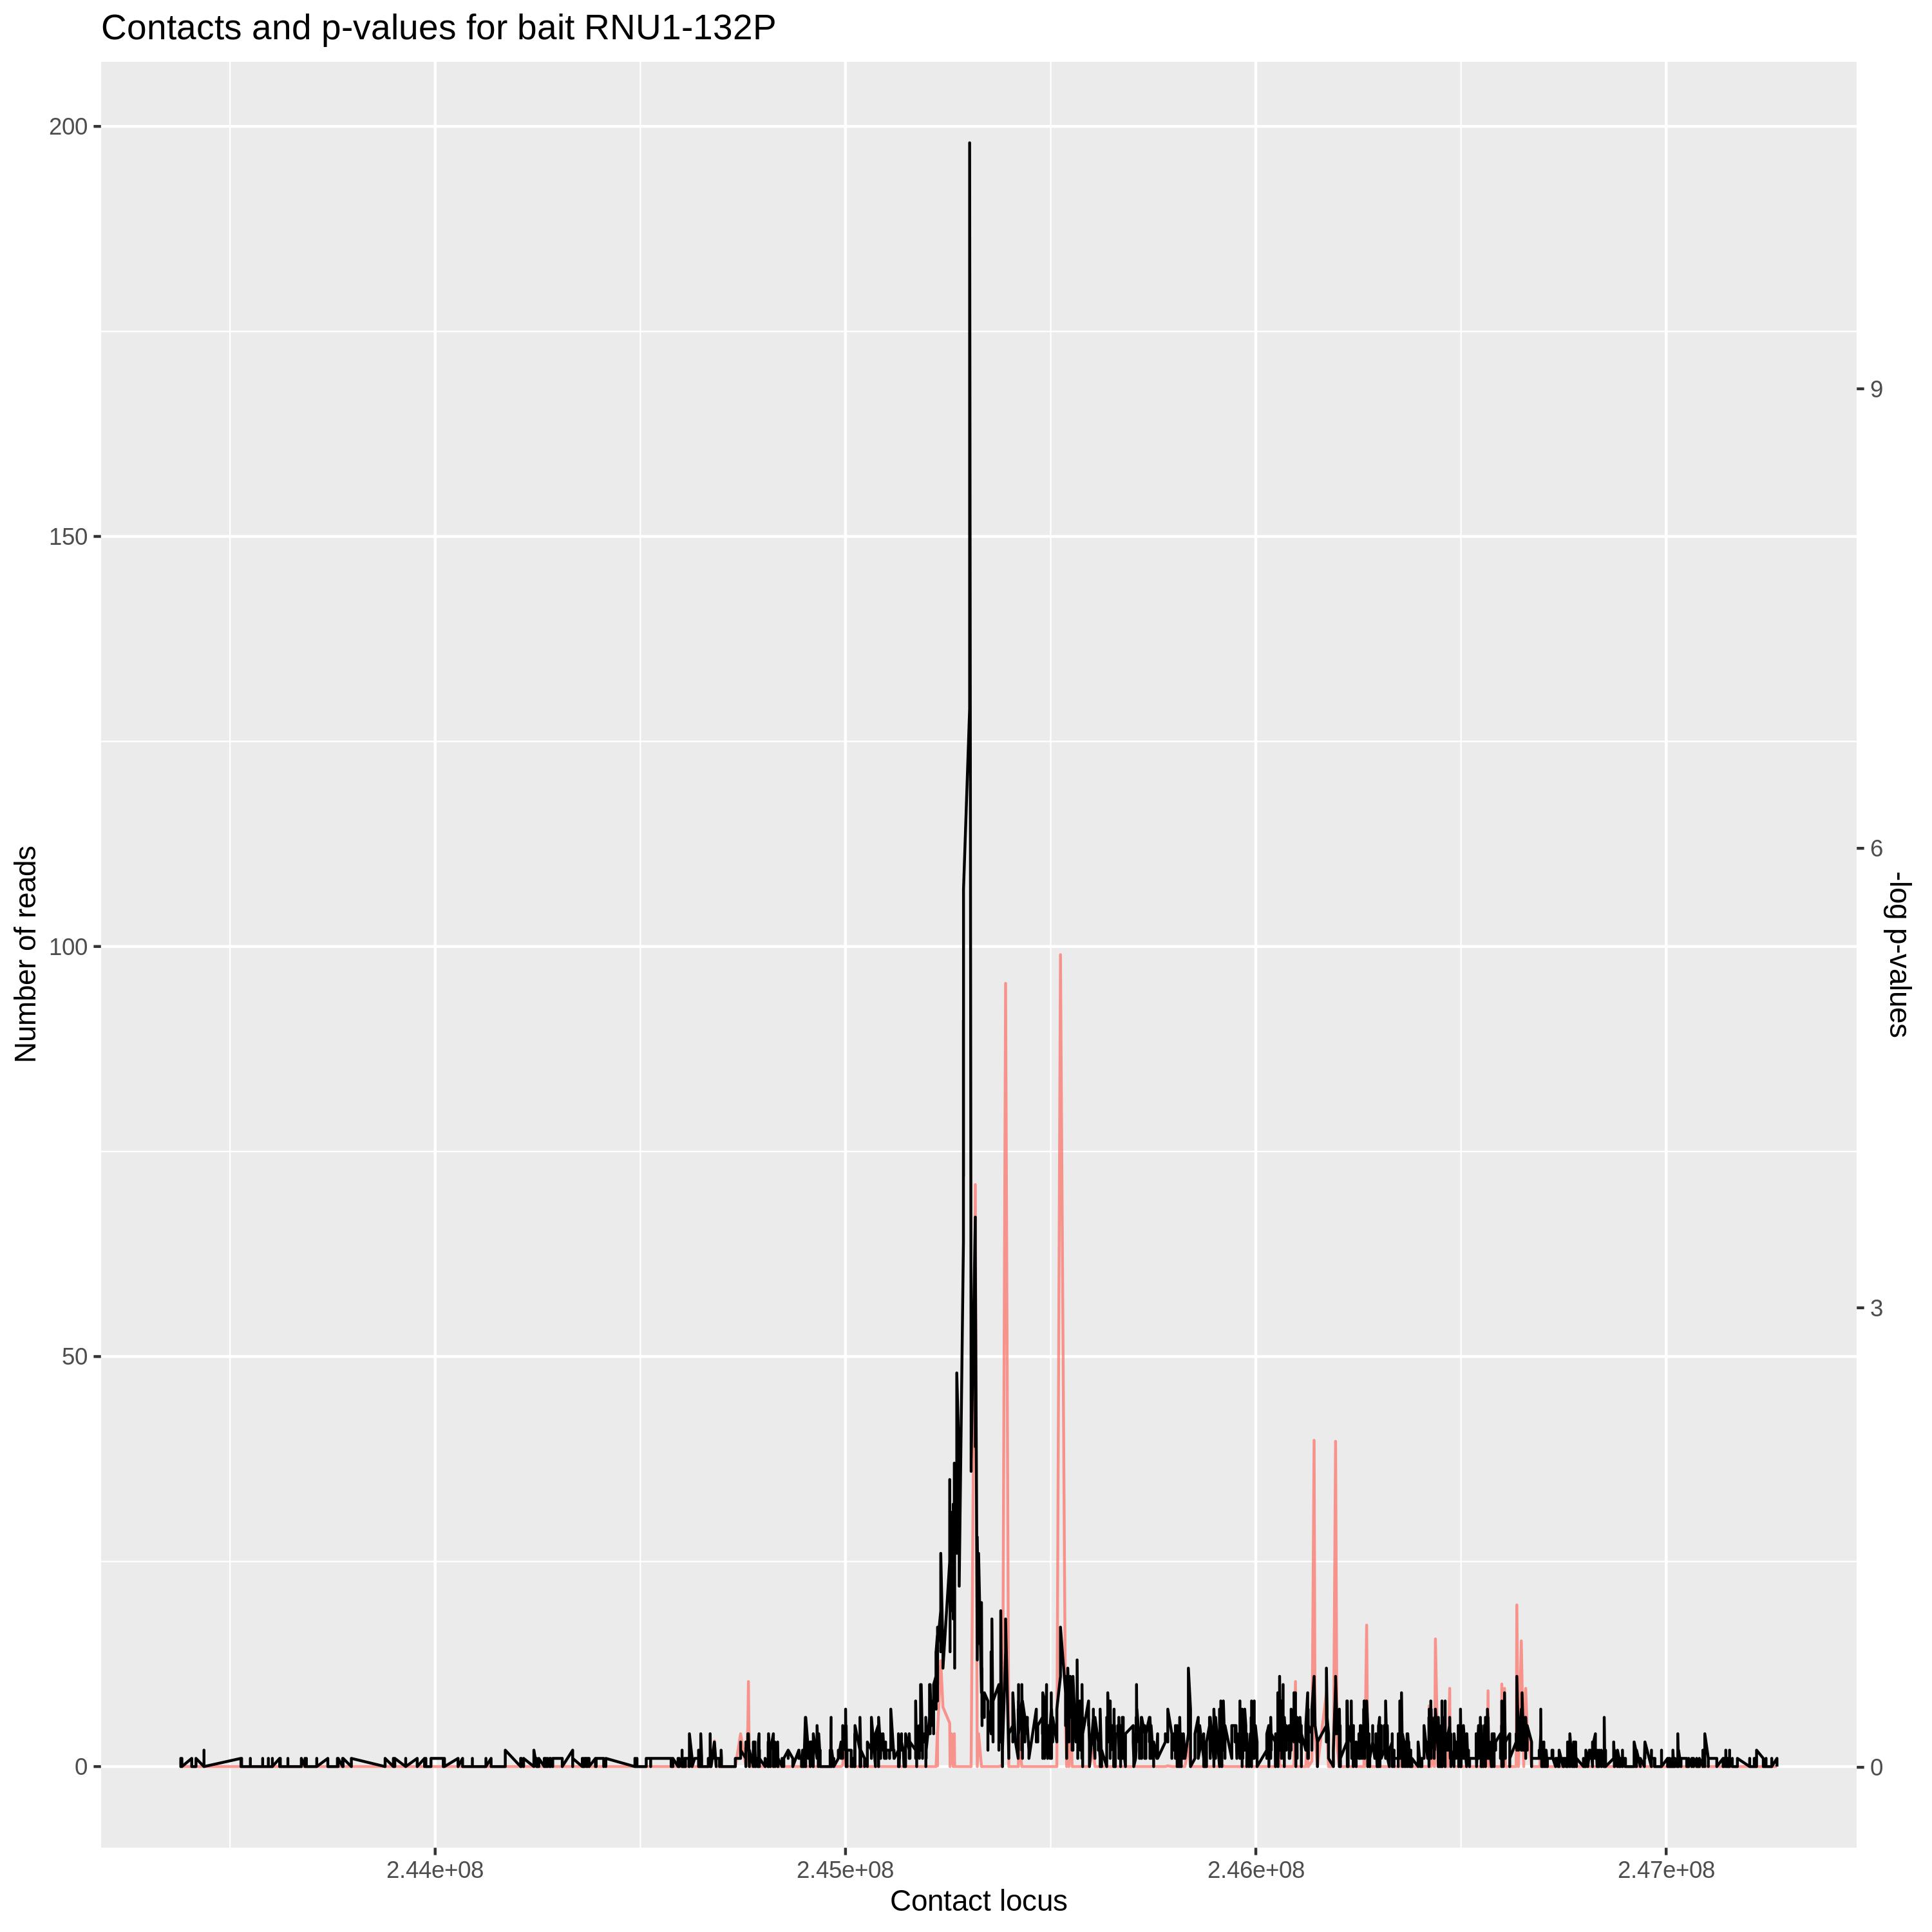 Contacts and p-values for bait RNU1-132P
200
150
100
50
0
Number of reads
9
6
3
0
-log p-values
2.44e+08
2.45e+08
2.46e+08
2.47e+08
Contact locus